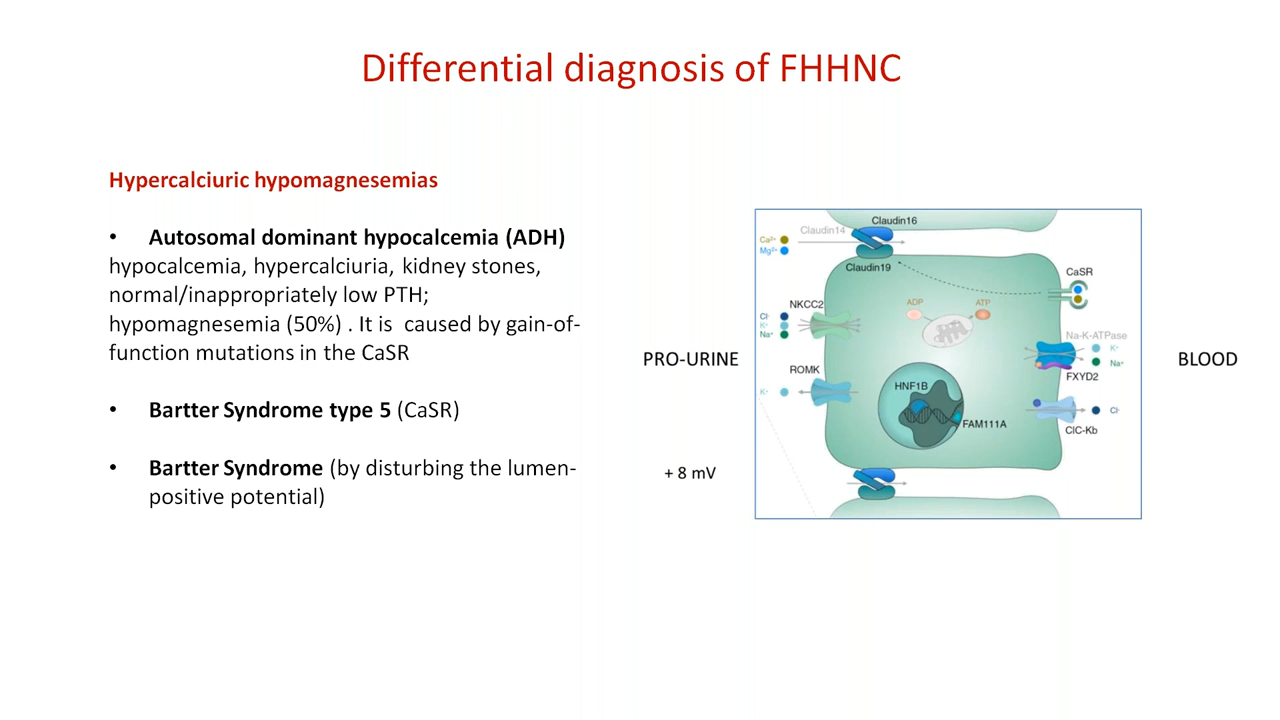 Differential diagnosis of FHHNC
Hypercalciuric hypomagnesemias
• Autosomal dominant hypocalcemia (ADH)
hypocalcemia, hypercalciuria, kidney stones,
normal/inappropriately low PTH;
hypomagnesemia (50%) . It is caused by gain-of-
function mutations in the CaSR
• Bartter Syndrome type 5 (CaSR)
• Bartter Syndrome (by disturbing the lumen-
positive potential)
PRO-URINE
+ 8 mV
Claudin16
Claudin14
Ca²⁺
Mg²⁺
Claudin19
CaSR
NKCC2
ADP
ATP
Cl⁻
K⁺
Na⁺
Na-K-ATPase
K⁺
Na⁺
FXYD2
ROMK
K⁺
HNF1B
FAM111A
Cl⁻
ClC-Kb
BLOOD